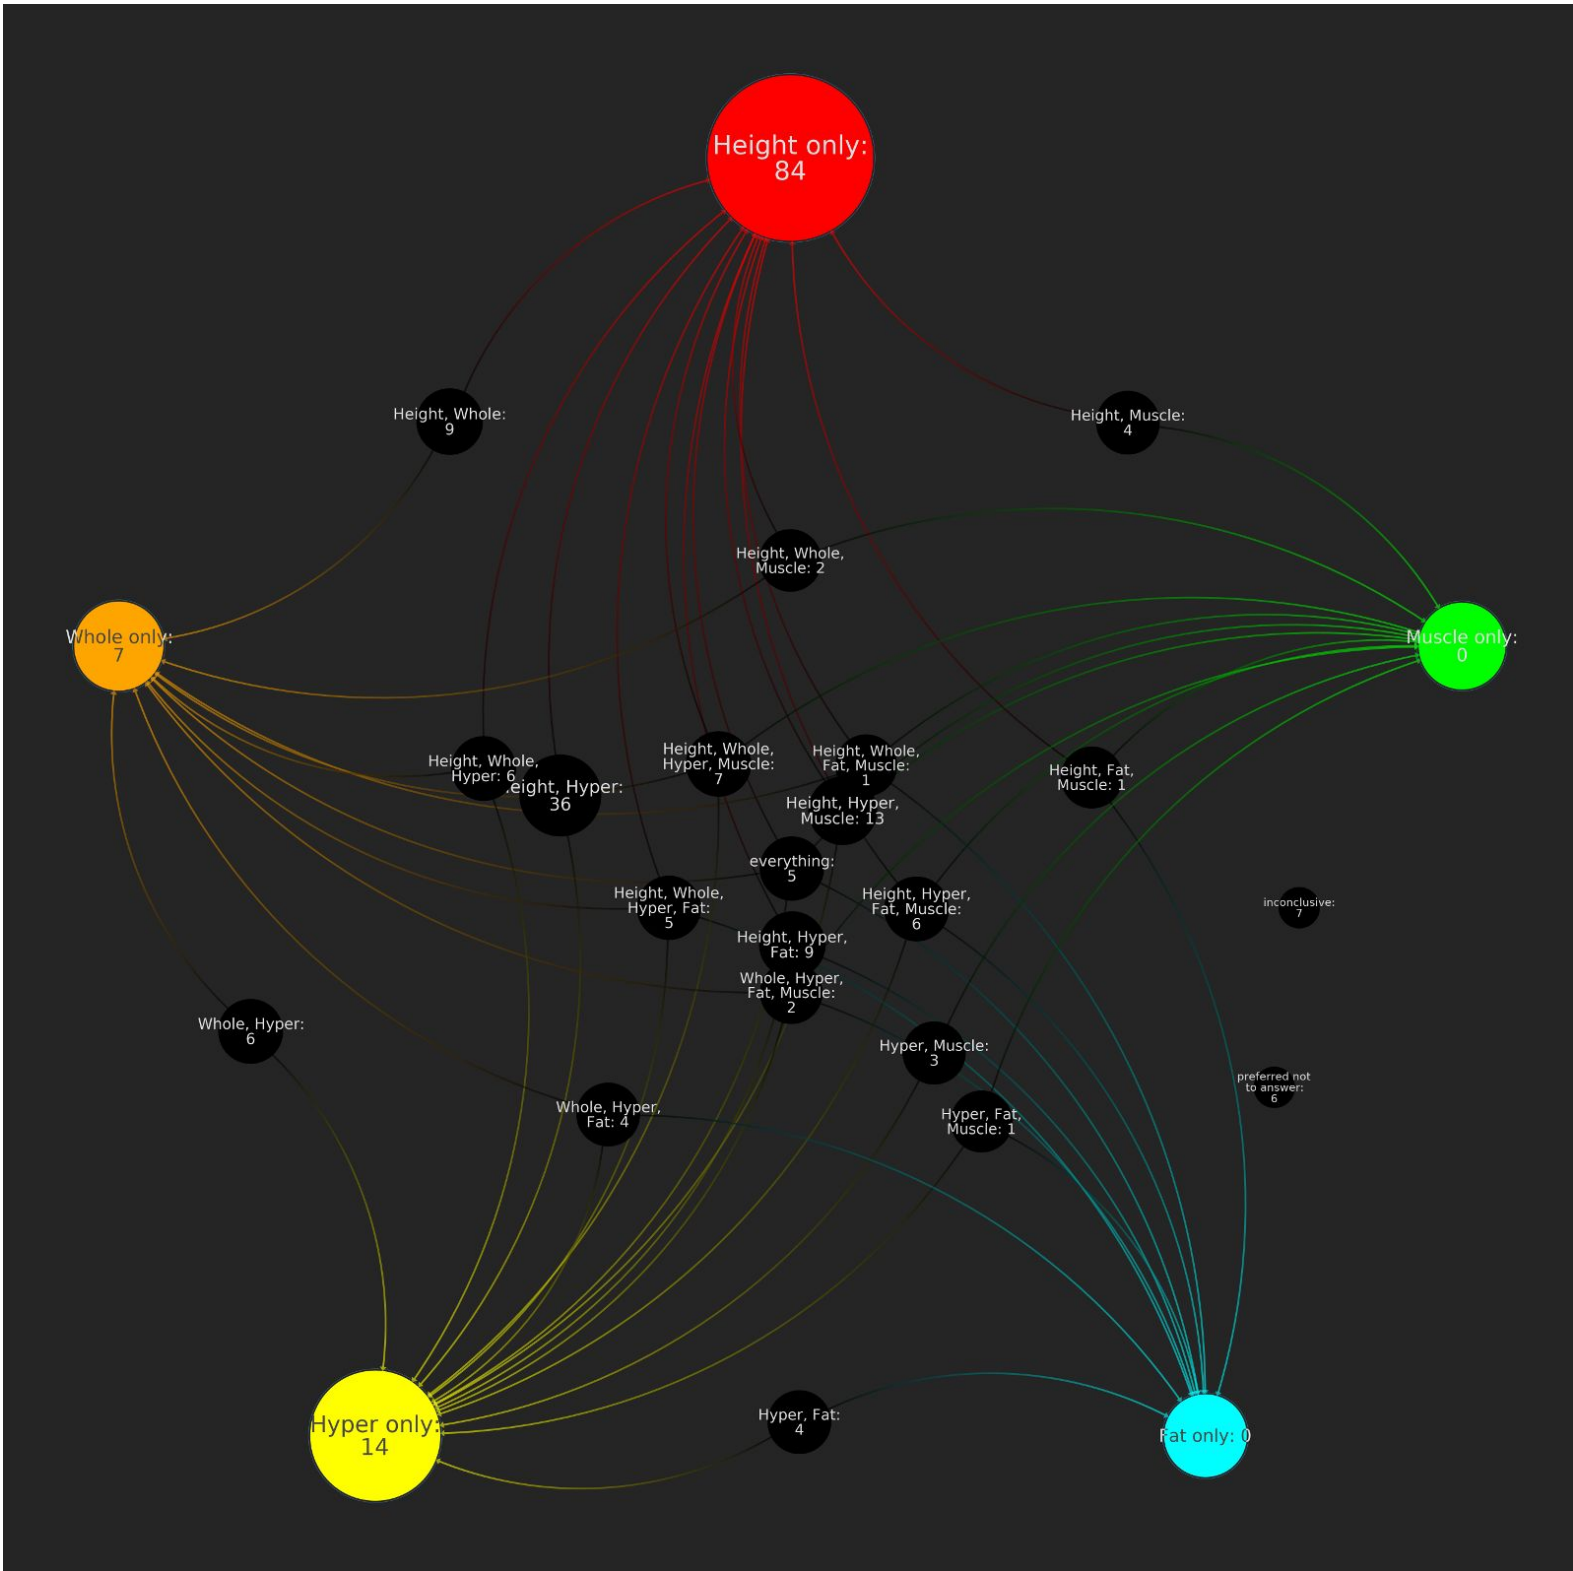 Height only:
84
Height, Whole:
9
Height, Muscle:
4
Height, Whole,
Muscle: 2
Whole only:
7
Muscle only:
0
Height, Whole,
Hyper: 6
eight, Hyper:
36
Height, Whole,
Hyper, Muscle:
7
Height, Whole,
Fat, Muscle:
1
Height, Fat,
Muscle: 1
Height, Hyper,
Muscle: 13
everything:
5
Height, Whole,
Hyper, Fat:
5
Height, Hyper,
Fat, Muscle:
6
inconclusive:
7
Height, Hyper,
Fat: 9
Whole, Hyper,
Fat, Muscle:
2
Whole, Hyper:
6
Hyper, Muscle:
3
preferred not
to answer:
6
Whole, Hyper,
Fat: 4
Hyper, Fat,
Muscle: 1
Hyper only:
14
Hyper, Fat:
4
Fat only: 0